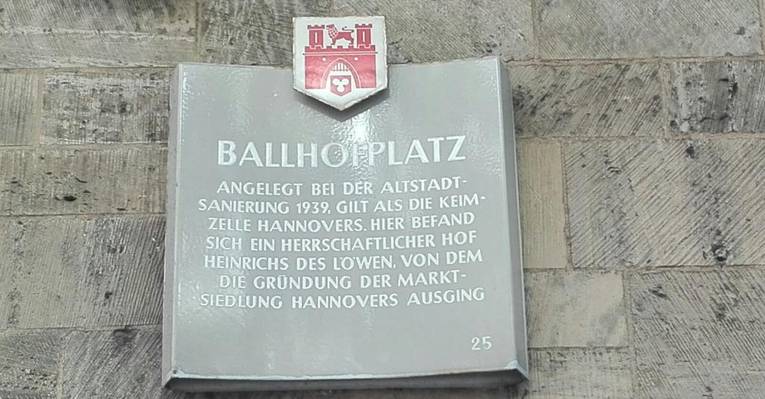 BALLHOFPLATZ
ANGELEGT BEI DER ALTSTADT-
SANIERUNG 1939, GILT ALS DIE KEIM-
ZELLE HANNOVERS. HIER BEFAND
SICH EIN HERRSCHAFTLICHER HOF
HEINRICHS DES LÖWEN, VON DEM
DIE GRÜNDUNG DER MARKT-
SIEDLUNG HANNOVERS AUSGING
25